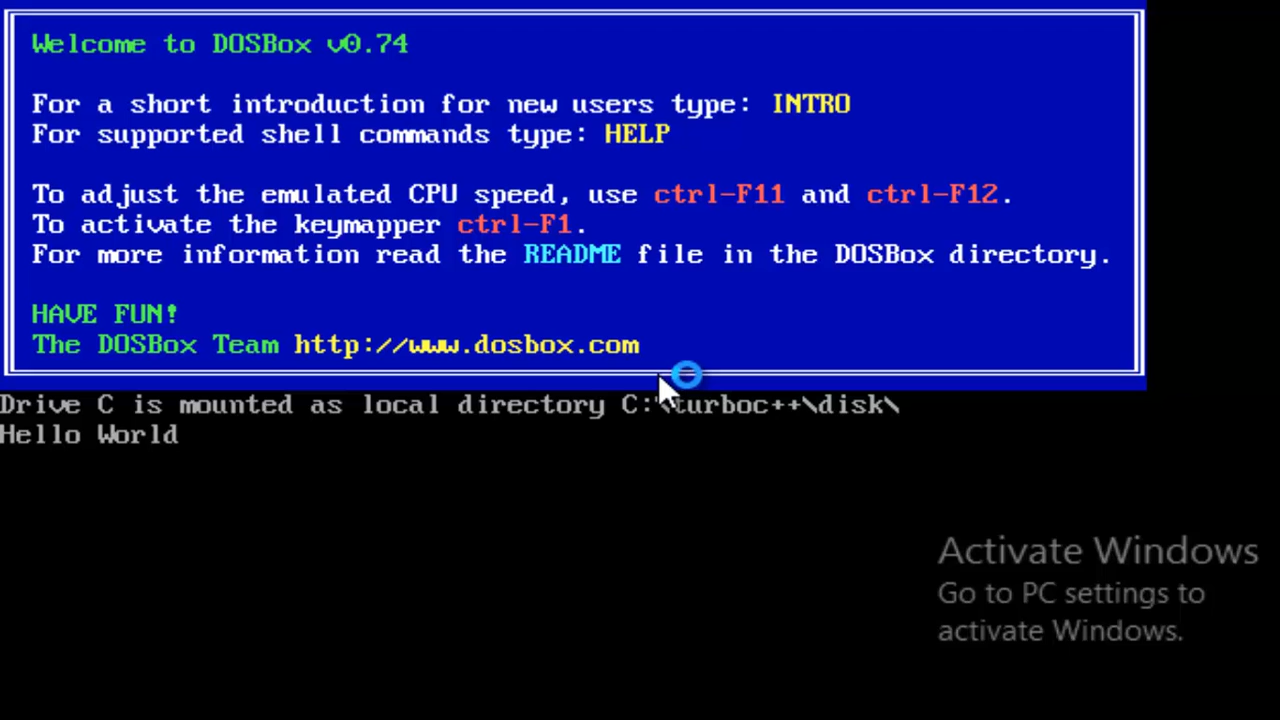 Welcome to DOSBox v0.74
For a short introduction for new users type: INTRO
For supported shell commands type: HELP
To adjust the emulated CPU speed, use ctrl-F11 and ctrl-F12.
To activate the keymapper ctrl-F1.
For more information read the README file in the DOSBox directory.
HAVE FUN!
The DOSBox Team http://www.dosbox.com
Drive C is mounted as local directory C:\turboc++\disk\
Hello World
Activate Windows
Go to PC settings to
activate Windows.